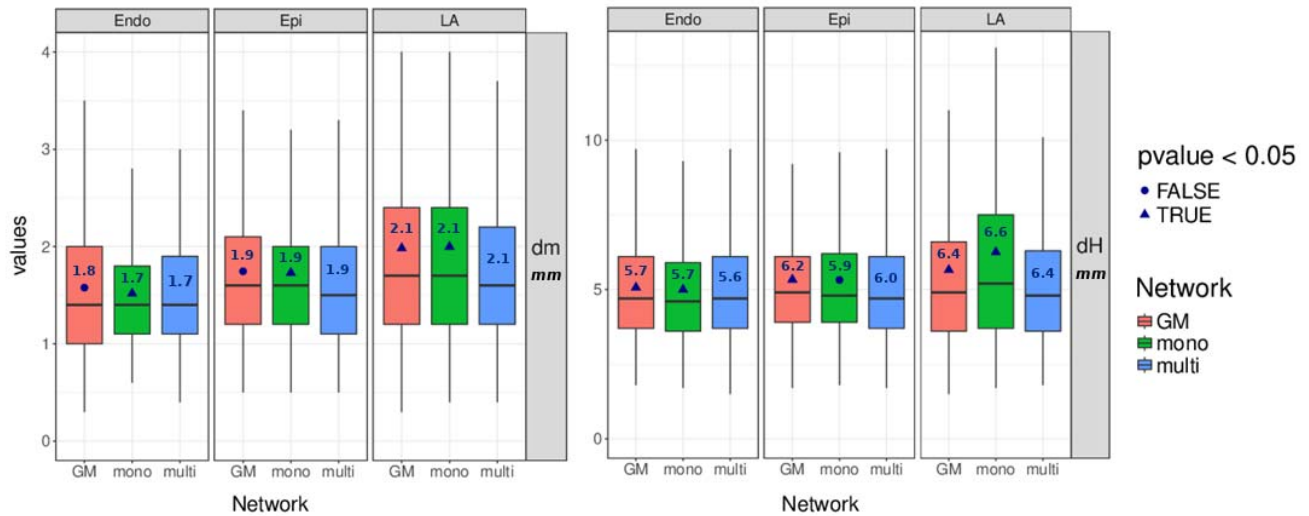 Endo Epi LA
Endo Epi LA
values
4
3
2
1
0
1.8 1.7 1.7
1.9 1.9 1.9
2.1 2.1 2.1
dm
mm
GM mono multi
GM mono multi
GM mono multi
Network
10
5
0
5.7 5.7 5.6
6.2 5.9 6.0
6.4 6.6 6.4
dH
mm
GM mono multi
GM mono multi
GM mono multi
Network
pvalue < 0.05
FALSE
TRUE
Network
GM
mono
multi